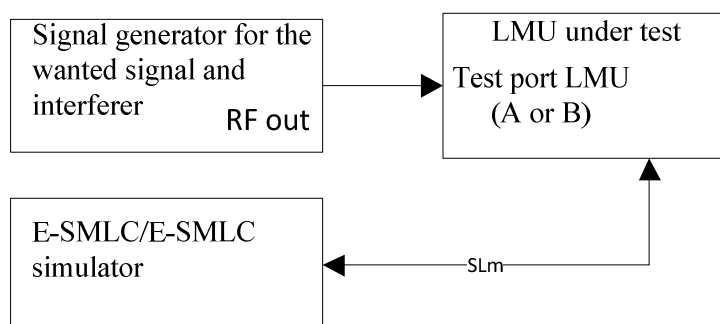 Signal generator for the
wanted signal and
interferer
RF out
LMU under test
Test port LMU
(A or B)
E-SMLC/E-SMLC
simulator
SLm